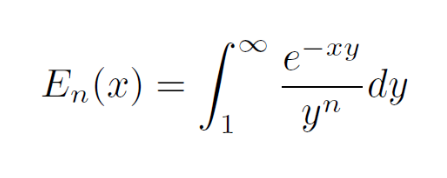 E_n(x) = \int_1^\infty \frac{e^{-xy}}{y^n} dy